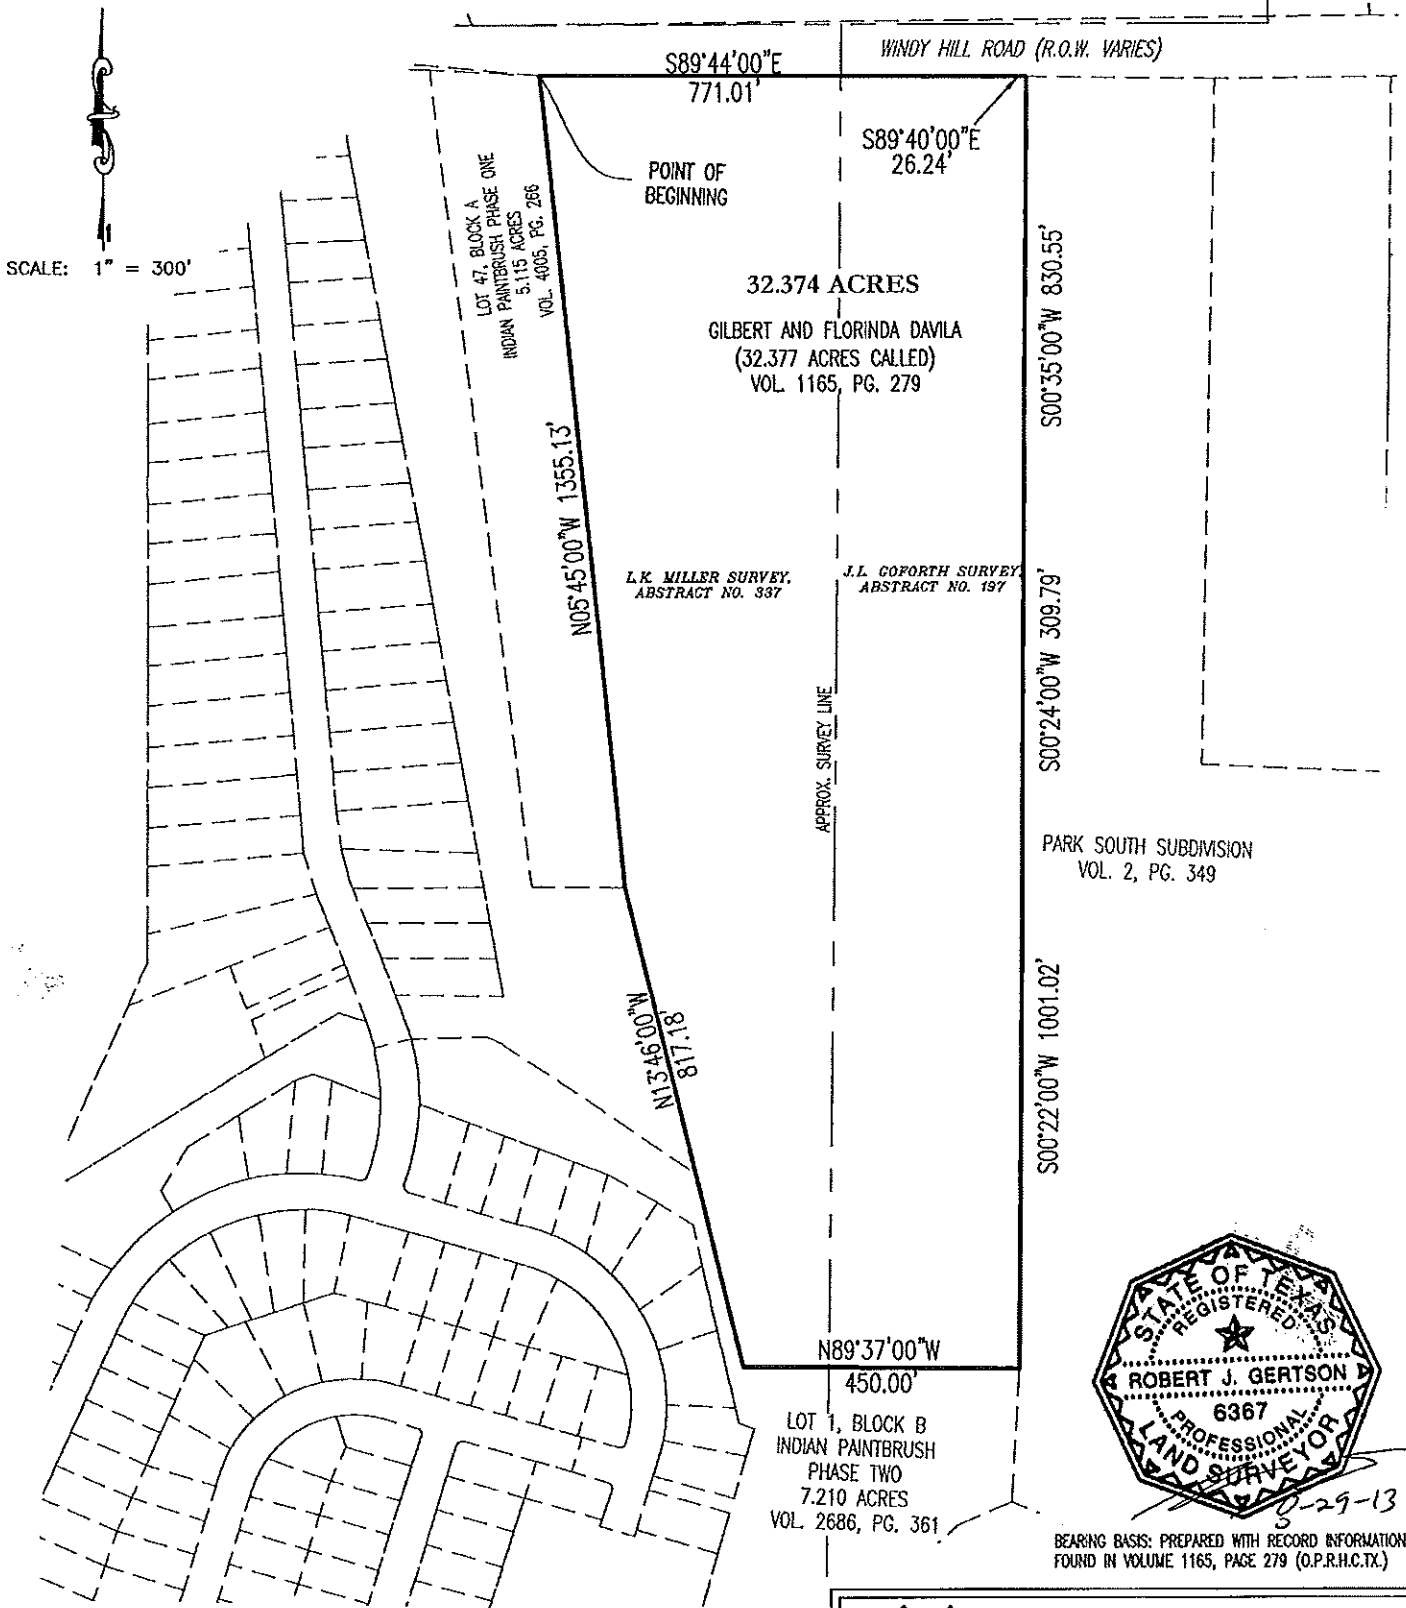 WINDY HILL ROAD (R.O.W. VARIES)
S89°44'00"E
771.01'
S89°40'00"E
26.24'
POINT OF
BEGINNING
SCALE: 1" = 300'
LOT 47, BLOCK A
INDIAN PAINTBRUSH PHASE ONE
5.115 ACRES
VOL. 4005, PG. 266
32.374 ACRES
GILBERT AND FLORINDA DAVILA
(32.377 ACRES CALLED)
VOL. 1165, PG. 279
S00°35'00"W 830.55'
N05°45'00"W 1355.13'
L.K. MILLER SURVEY,
ABSTRACT NO. 337
J.L. GOFORTH SURVEY,
ABSTRACT NO. 197
S00°24'00"W 309.79'
APPROX. SURVEY LINE
PARK SOUTH SUBDIVISION
VOL. 2, PG. 349
N13°46'00"W
817.18'
S00°22'00"W 1001.02'
N89°37'00"W
450.00'
LOT 1, BLOCK B
INDIAN PAINTBRUSH
PHASE TWO
7.210 ACRES
VOL. 2686, PG. 361
STATE OF TEXAS
REGISTERED
ROBERT J. GERTSON
6367
PROFESSIONAL
LAND SURVEYOR
-29-13
BEARING BASIS: PREPARED WITH RECORD INFORMATION
FOUND IN VOLUME 1165, PAGE 279 (O.P.R.H.C.TX.)